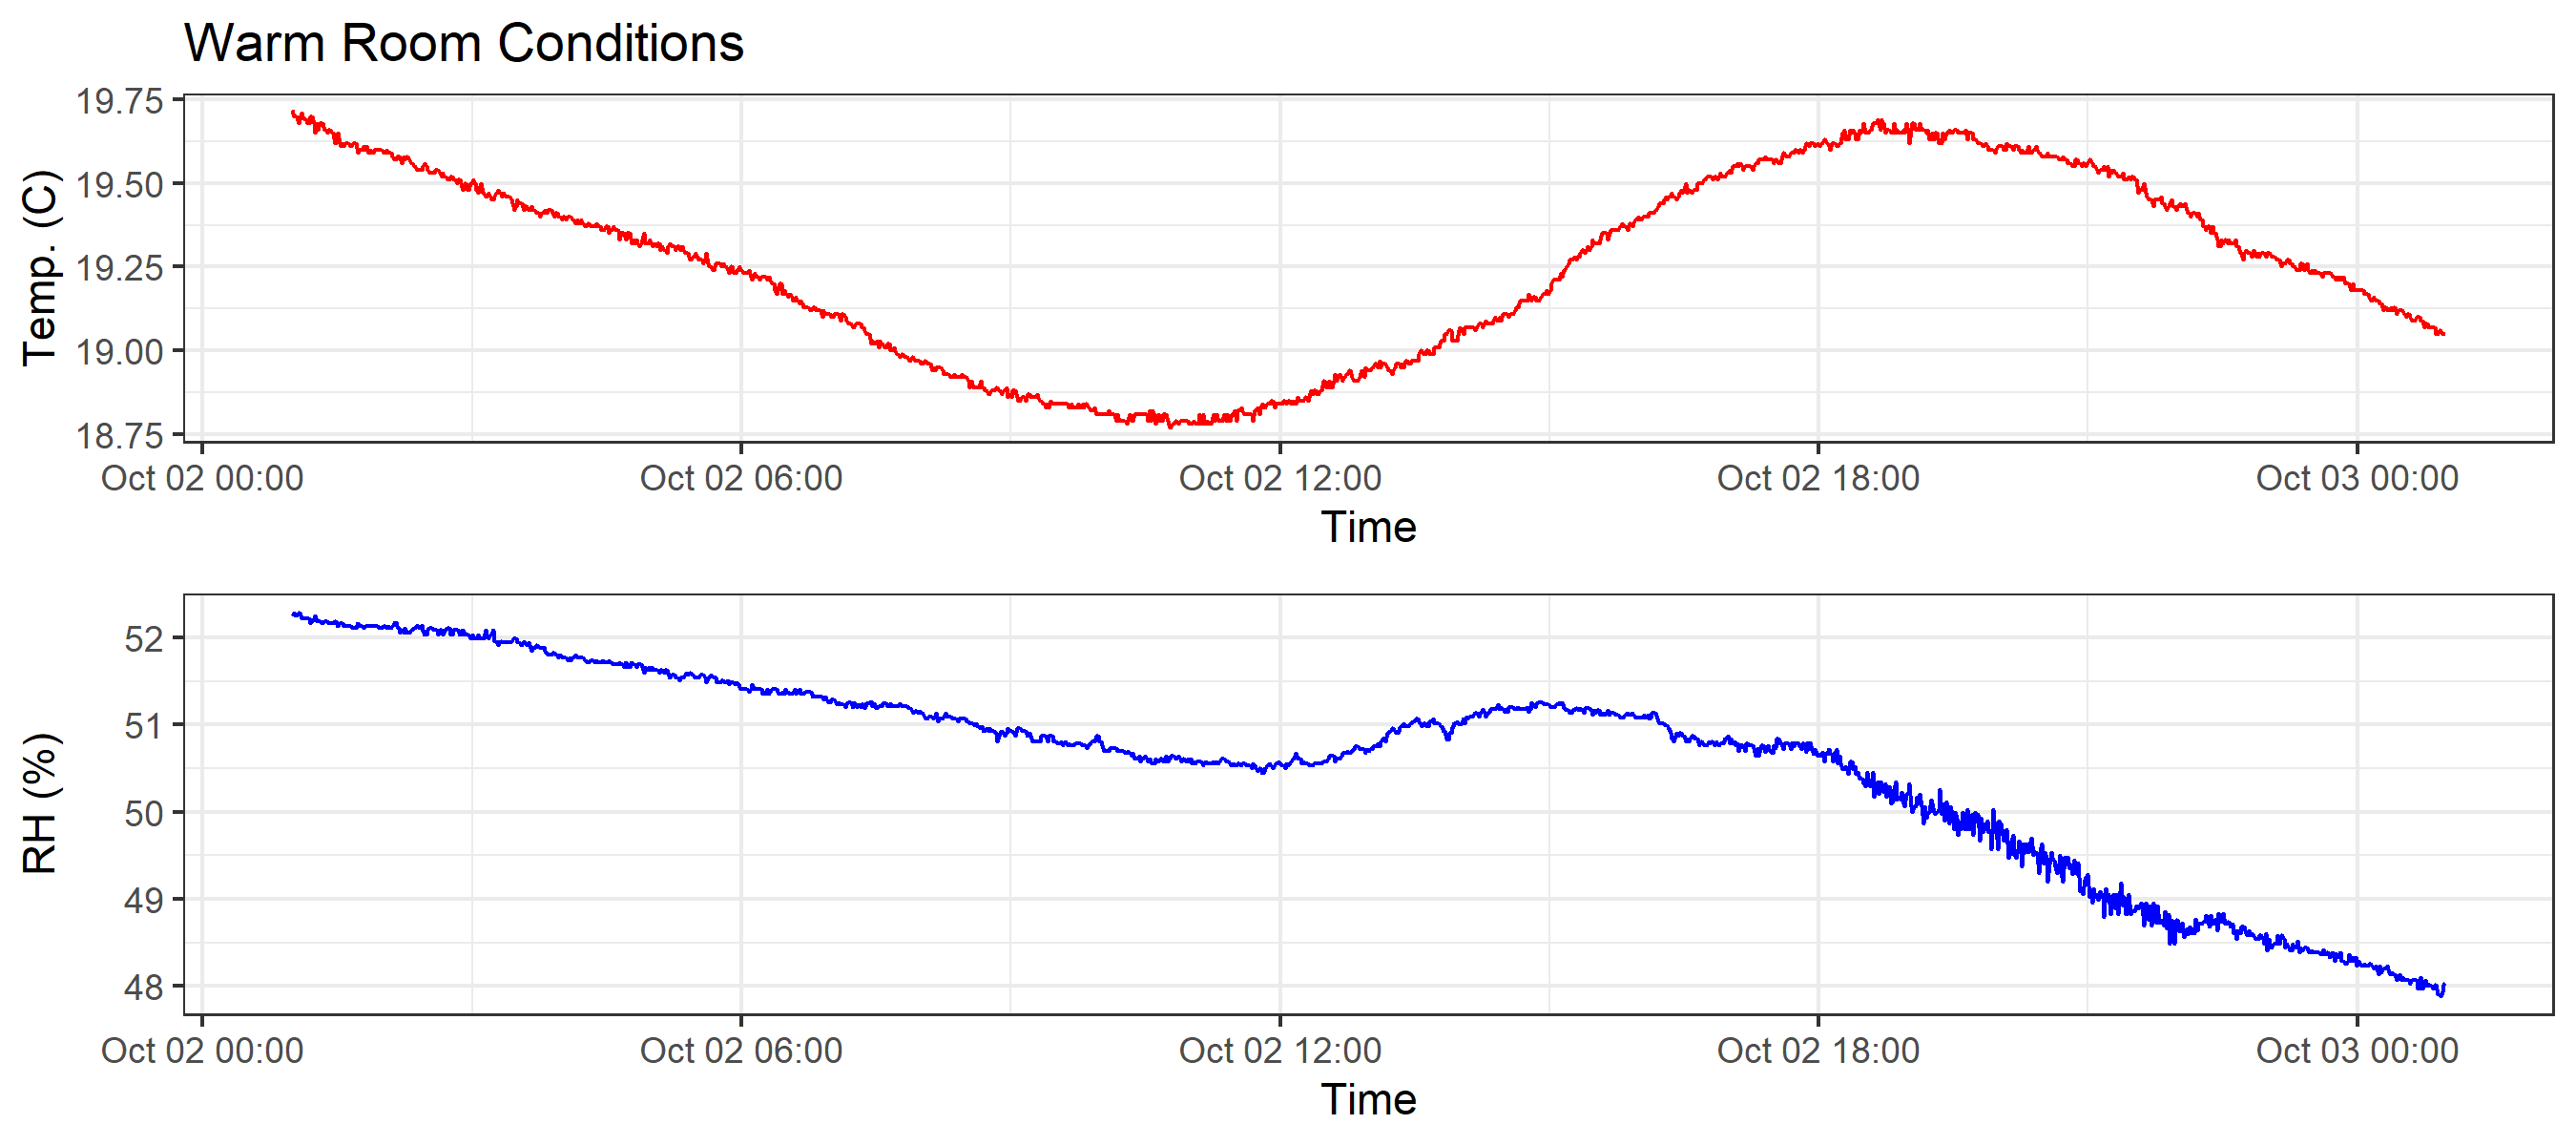 Warm Room Conditions
Temp. (C)
19.75
19.50
19.25
19.00
18.75
Oct 02 00:00 Oct 02 06:00 Oct 02 12:00 Oct 02 18:00 Oct 03 00:00
Time
RH (%)
52
51
50
49
48
Oct 02 00:00 Oct 02 06:00 Oct 02 12:00 Oct 02 18:00 Oct 03 00:00
Time